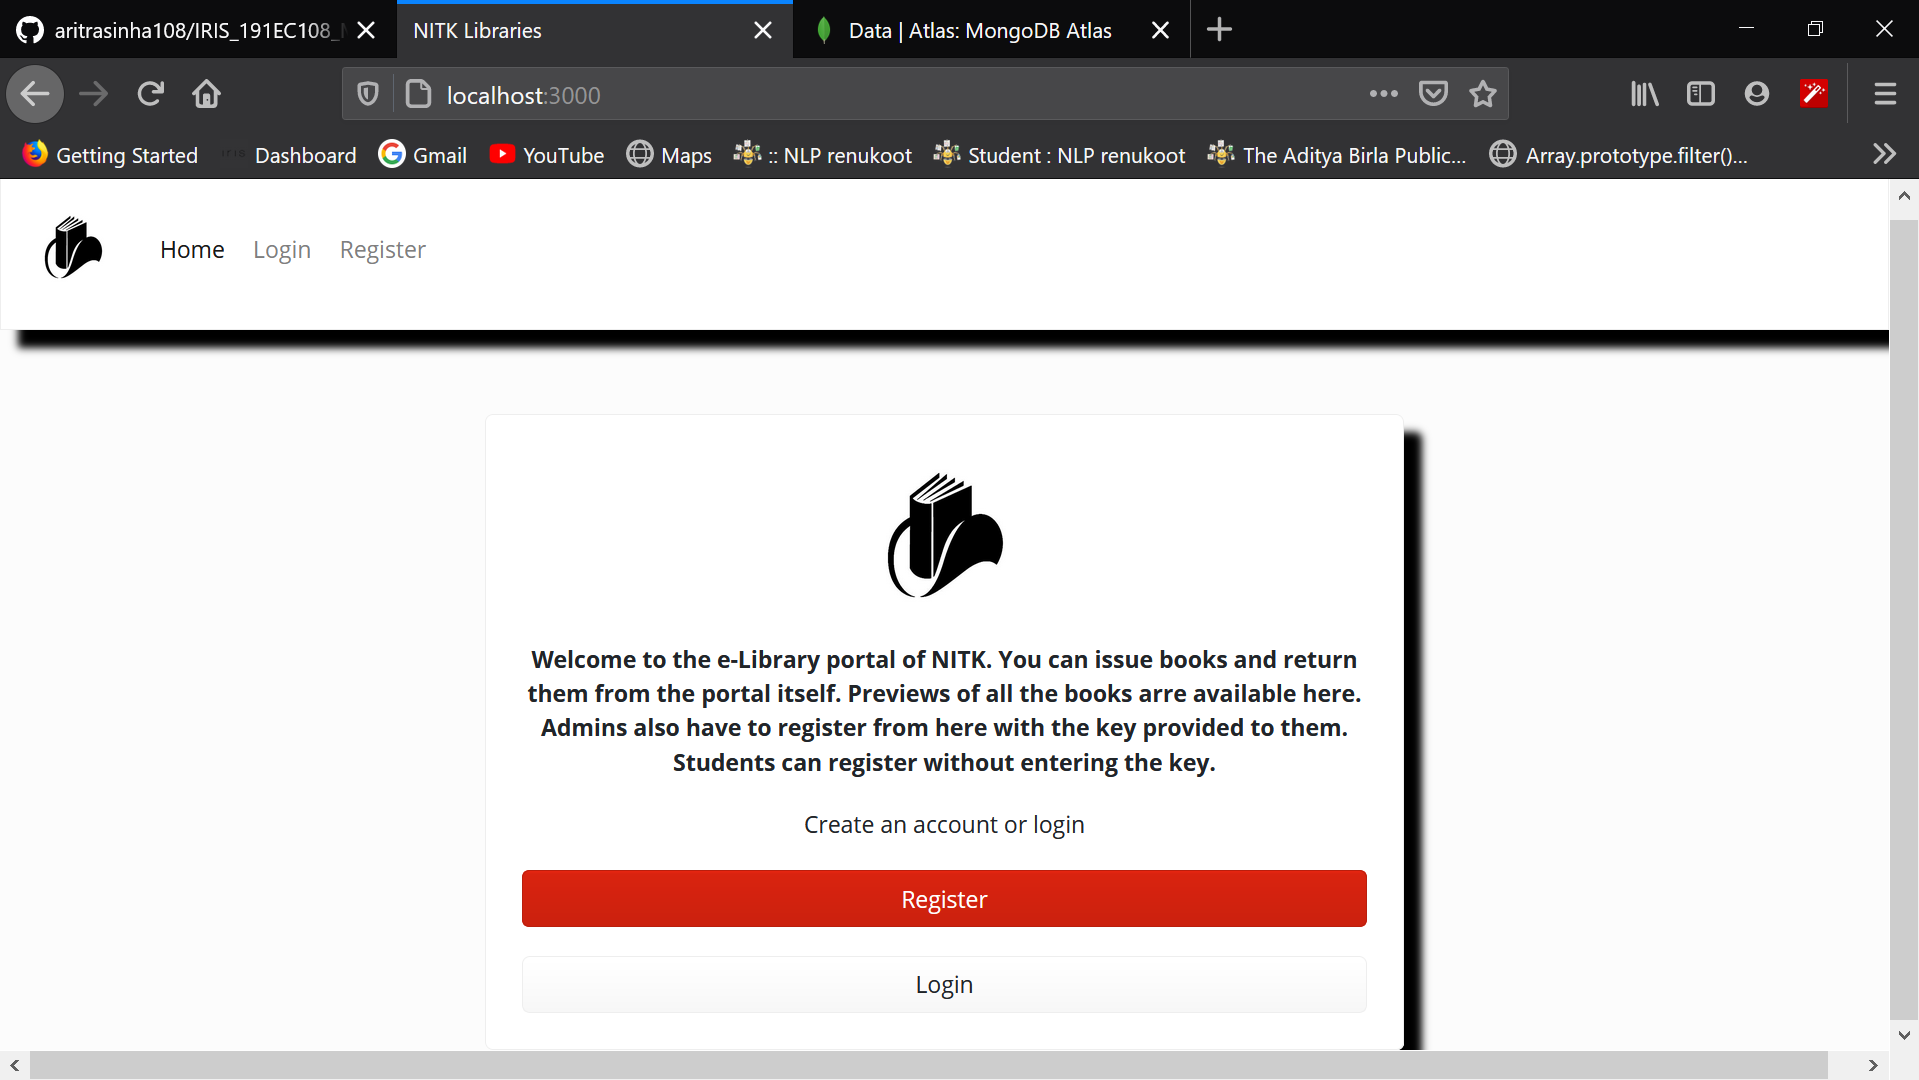 aritrasinha108/IRIS_191EC108_
NITK Libraries
Data | Atlas: MongoDB Atlas
localhost:3000
Getting Started
Dashboard
Gmail
YouTube
Maps
:: NLP renukoot
Student : NLP renukoot
The Aditya Birla Public...
Array.prototype.filter()...
Home
Login
Register
Welcome to the e-Library portal of NITK. You can issue books and return
them from the portal itself. Previews of all the books arre available here.
Admins also have to register from here with the key provided to them.
Students can register without entering the key.
Create an account or login
Register
Login